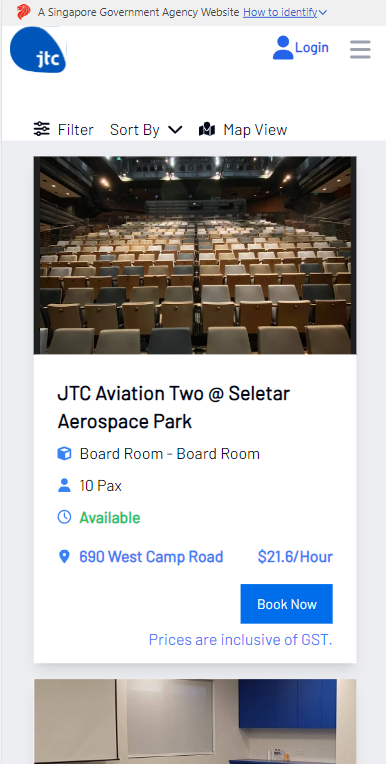 A Singapore Government Agency Website How to identify
jtc
Login
Filter Sort By Map View
JTC Aviation Two @ Seletar
Aerospace Park
Board Room - Board Room
10 Pax
Available
690 West Camp Road $21.6/Hour
Book Now
Prices are inclusive of GST.